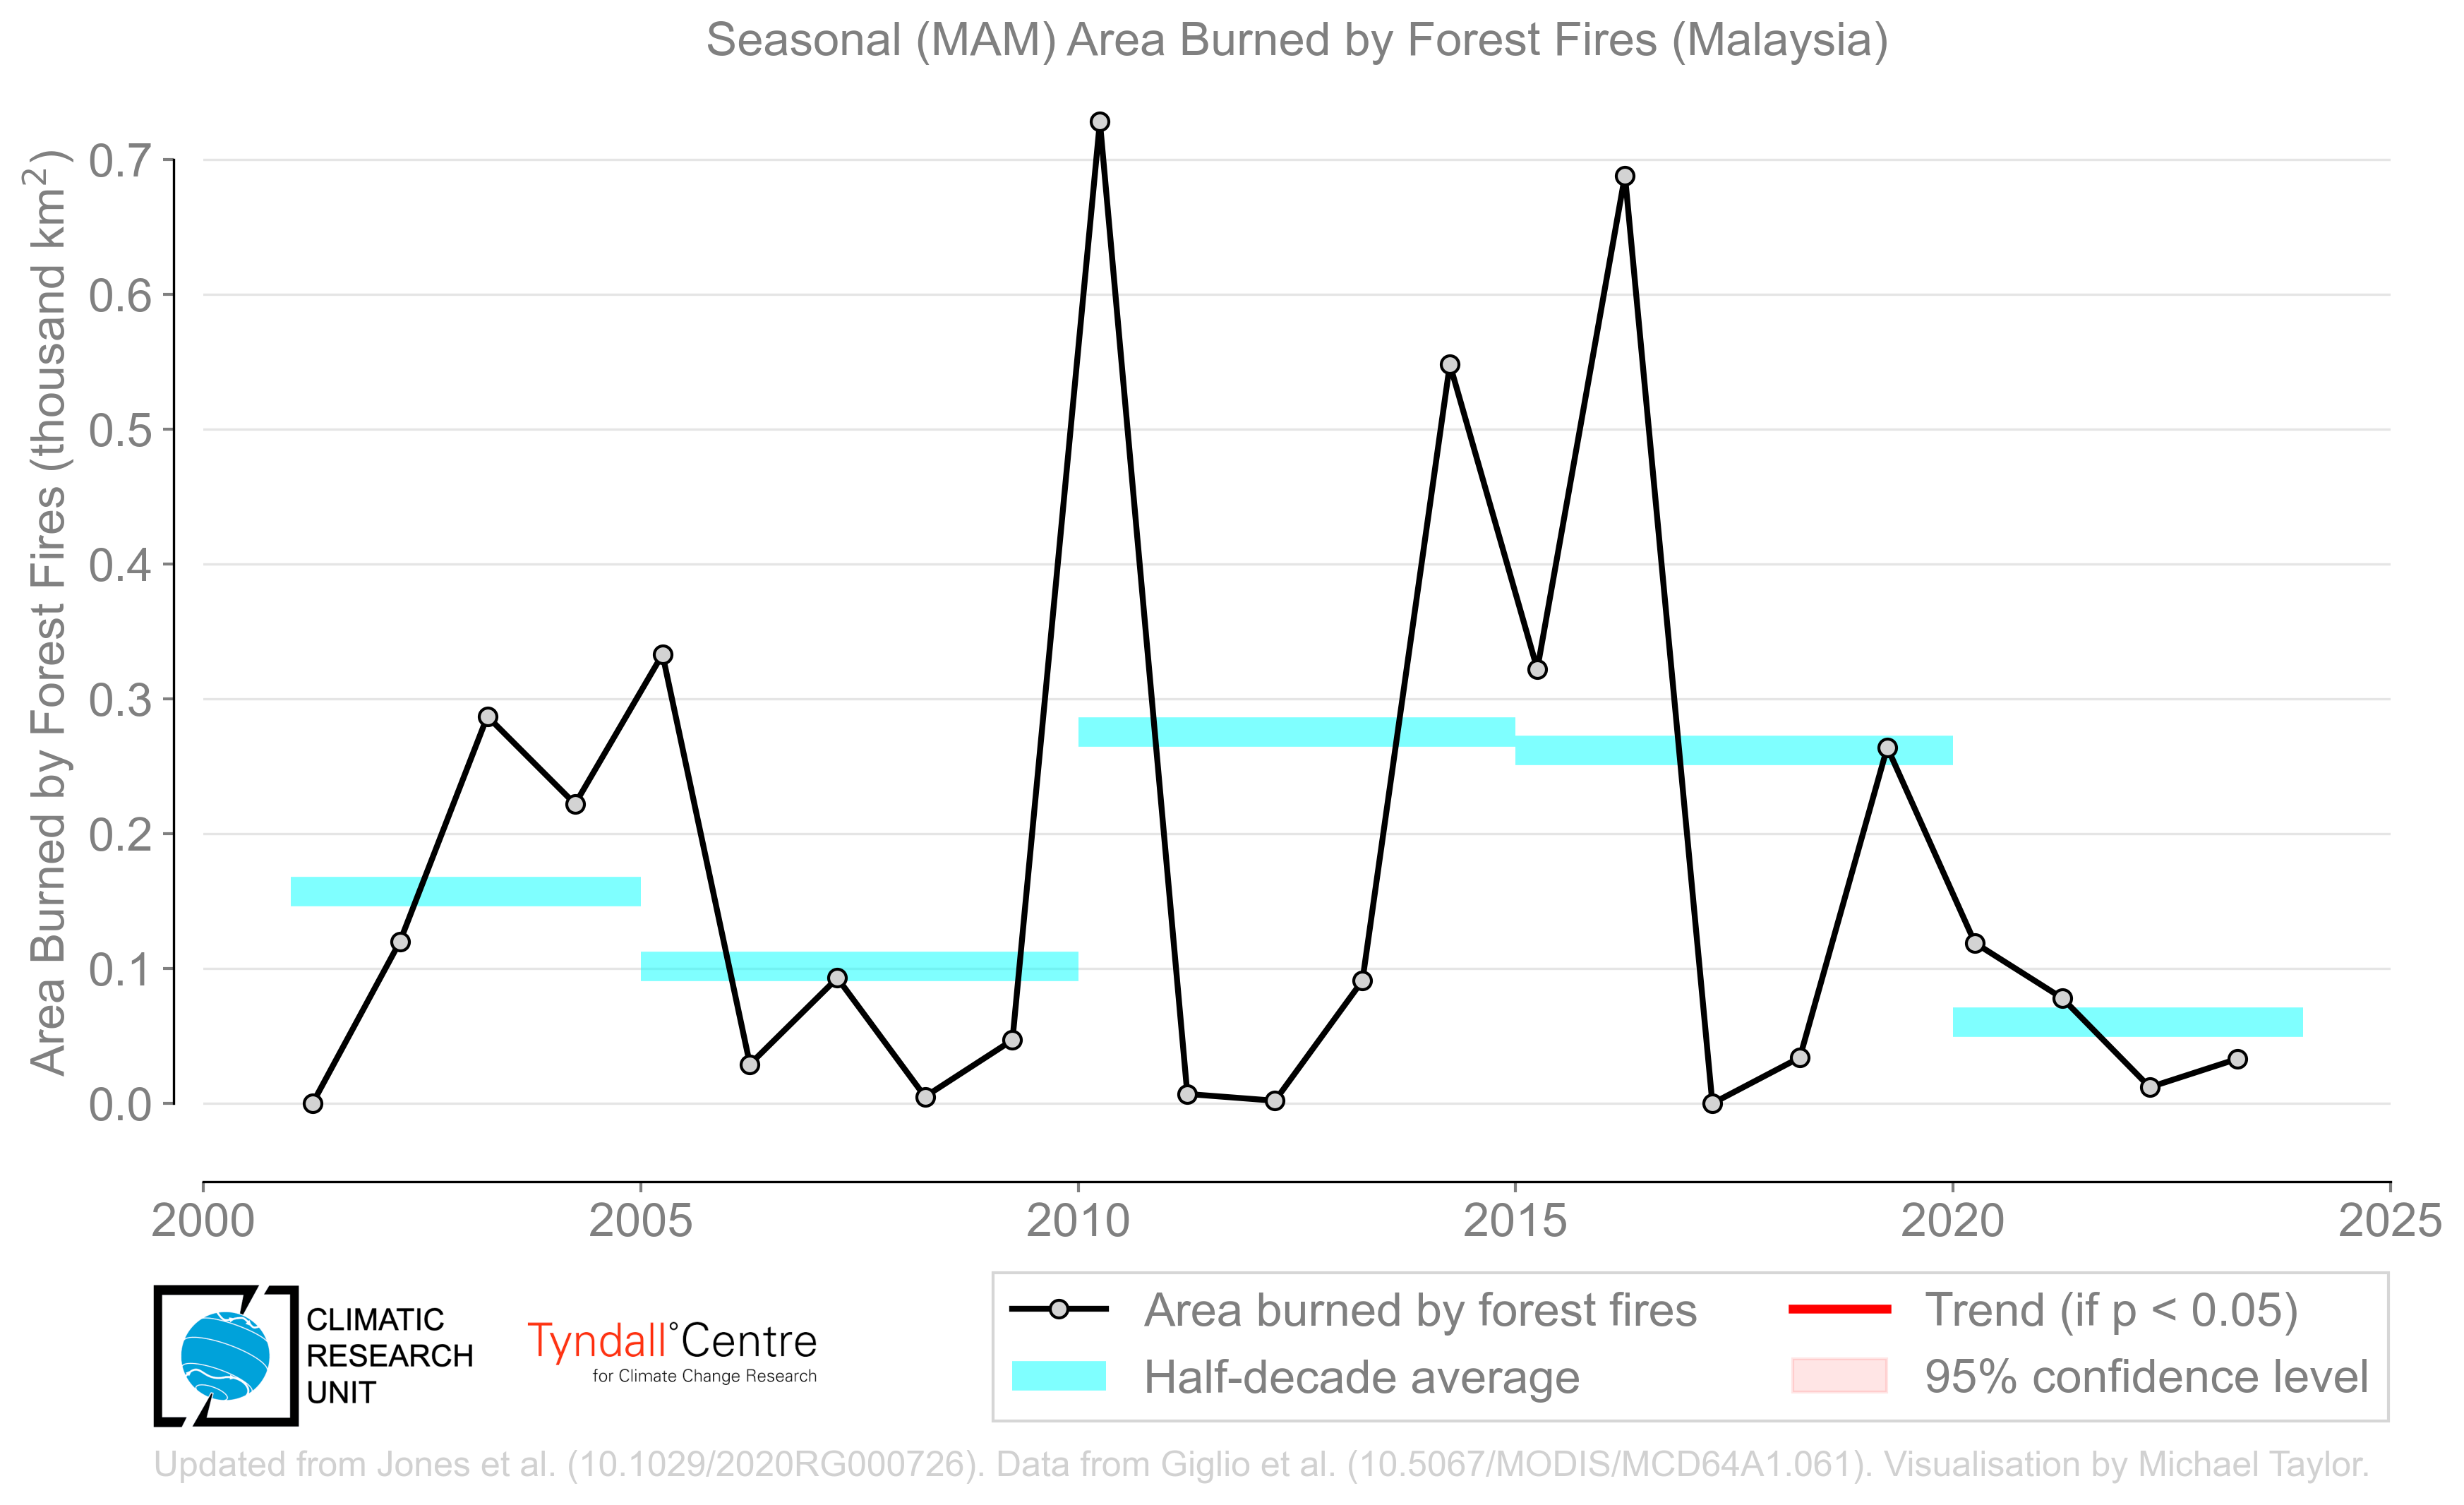 Seasonal (MAM) Area Burned by Forest Fires (Malaysia)
Area Burned by Forest Fires (thousand km²)
0.7
0.6
0.5
0.4
0.3
0.2
0.1
0.0
2000 2005 2010 2015 2020 2025
CLIMATIC
RESEARCH
UNIT
Tyndall°Centre
for Climate Change Research
Area burned by forest fires
Half-decade average
Trend (if p < 0.05)
95% confidence level
Updated from Jones et al. (10.1029/2020RG000726). Data from Giglio et al. (10.5067/MODIS/MCD64A1.061). Visualisation by Michael Taylor.